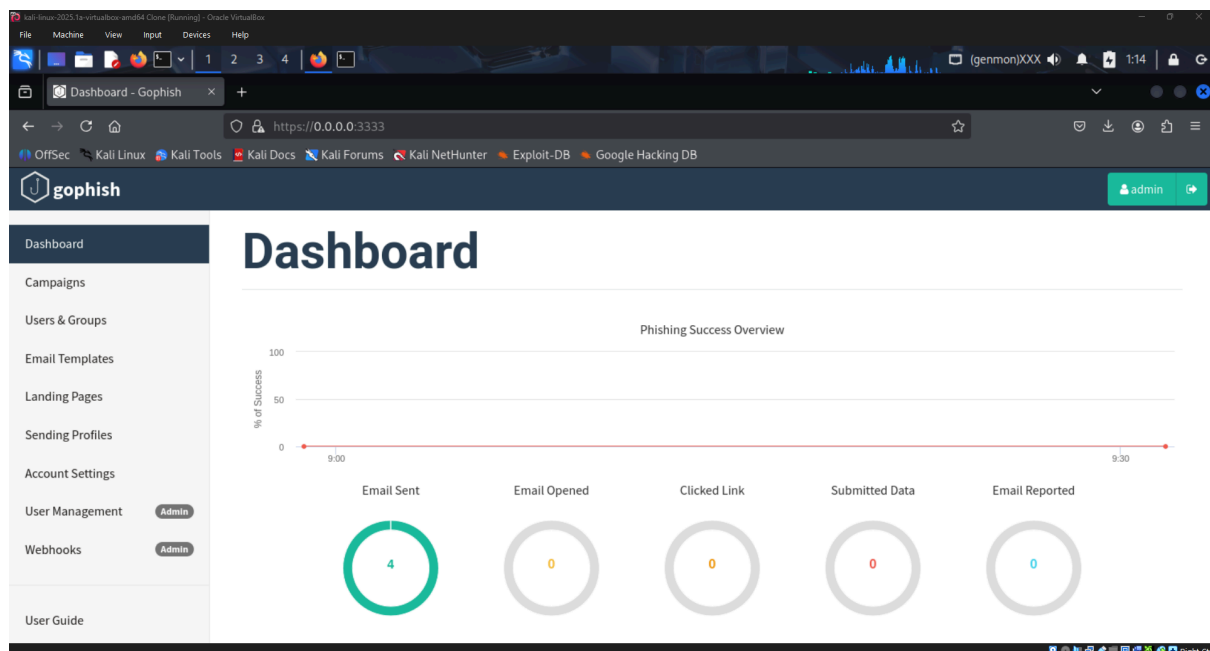 kali-linux-2025.1a-virtualbox-amd64 Clone [Running] - Oracle VirtualBox
File Machine View Input Devices Help
1 2 3 4 (genmon)XXX 1:14
Dashboard - Gophish
https://0.0.0.0:3333
OffSec Kali Linux Kali Tools Kali Docs Kali Forums Kali NetHunter Exploit-DB Google Hacking DB
gophish admin
Dashboard
Campaigns
Users & Groups
Email Templates
Landing Pages
Sending Profiles
Account Settings
User Management Admin
Webhooks Admin
User Guide
Dashboard
Phishing Success Overview
% of Success
100
50
0
9:00 9:30
Email Sent Email Opened Clicked Link Submitted Data Email Reported
4 0 0 0 0